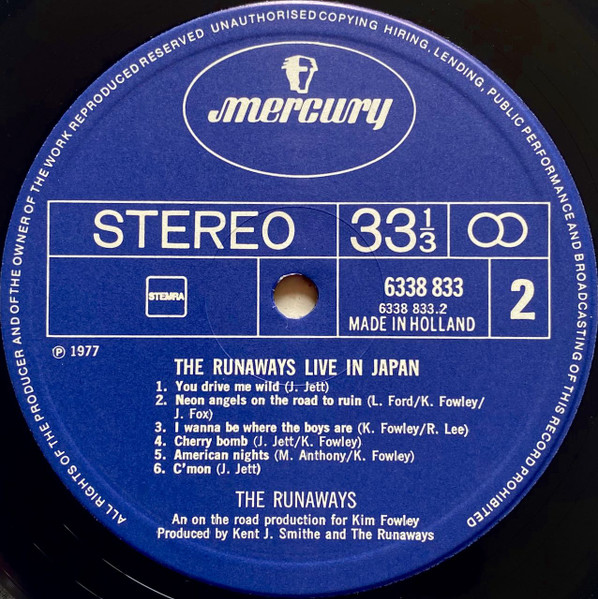 ALL RIGHTS OF THE PRODUCER AND OF THE OWNER OF THE WORK REPRODUCED RESERVED UNAUTHORISED COPYING HIRING, LENDING, PUBLIC PERFORMANCE AND BROADCASTING OF THIS RECORD PROHIBITED
mercury
STEREO 33 1/3
STEMRA
6338 833
6338 833.2
MADE IN HOLLAND
2
℗ 1977
THE RUNAWAYS LIVE IN JAPAN
1. You drive me wild (J. Jett)
2. Neon angels on the road to ruin (L. Ford/K. Fowley/
J. Fox)
3. I wanna be where the boys are (K. Fowley/R. Lee)
4. Cherry bomb (J. Jett/K. Fowley)
5. American nights (M. Anthony/K. Fowley)
6. C'mon (J. Jett)
THE RUNAWAYS
An on the road production for Kim Fowley
Produced by Kent J. Smithe and The Runaways